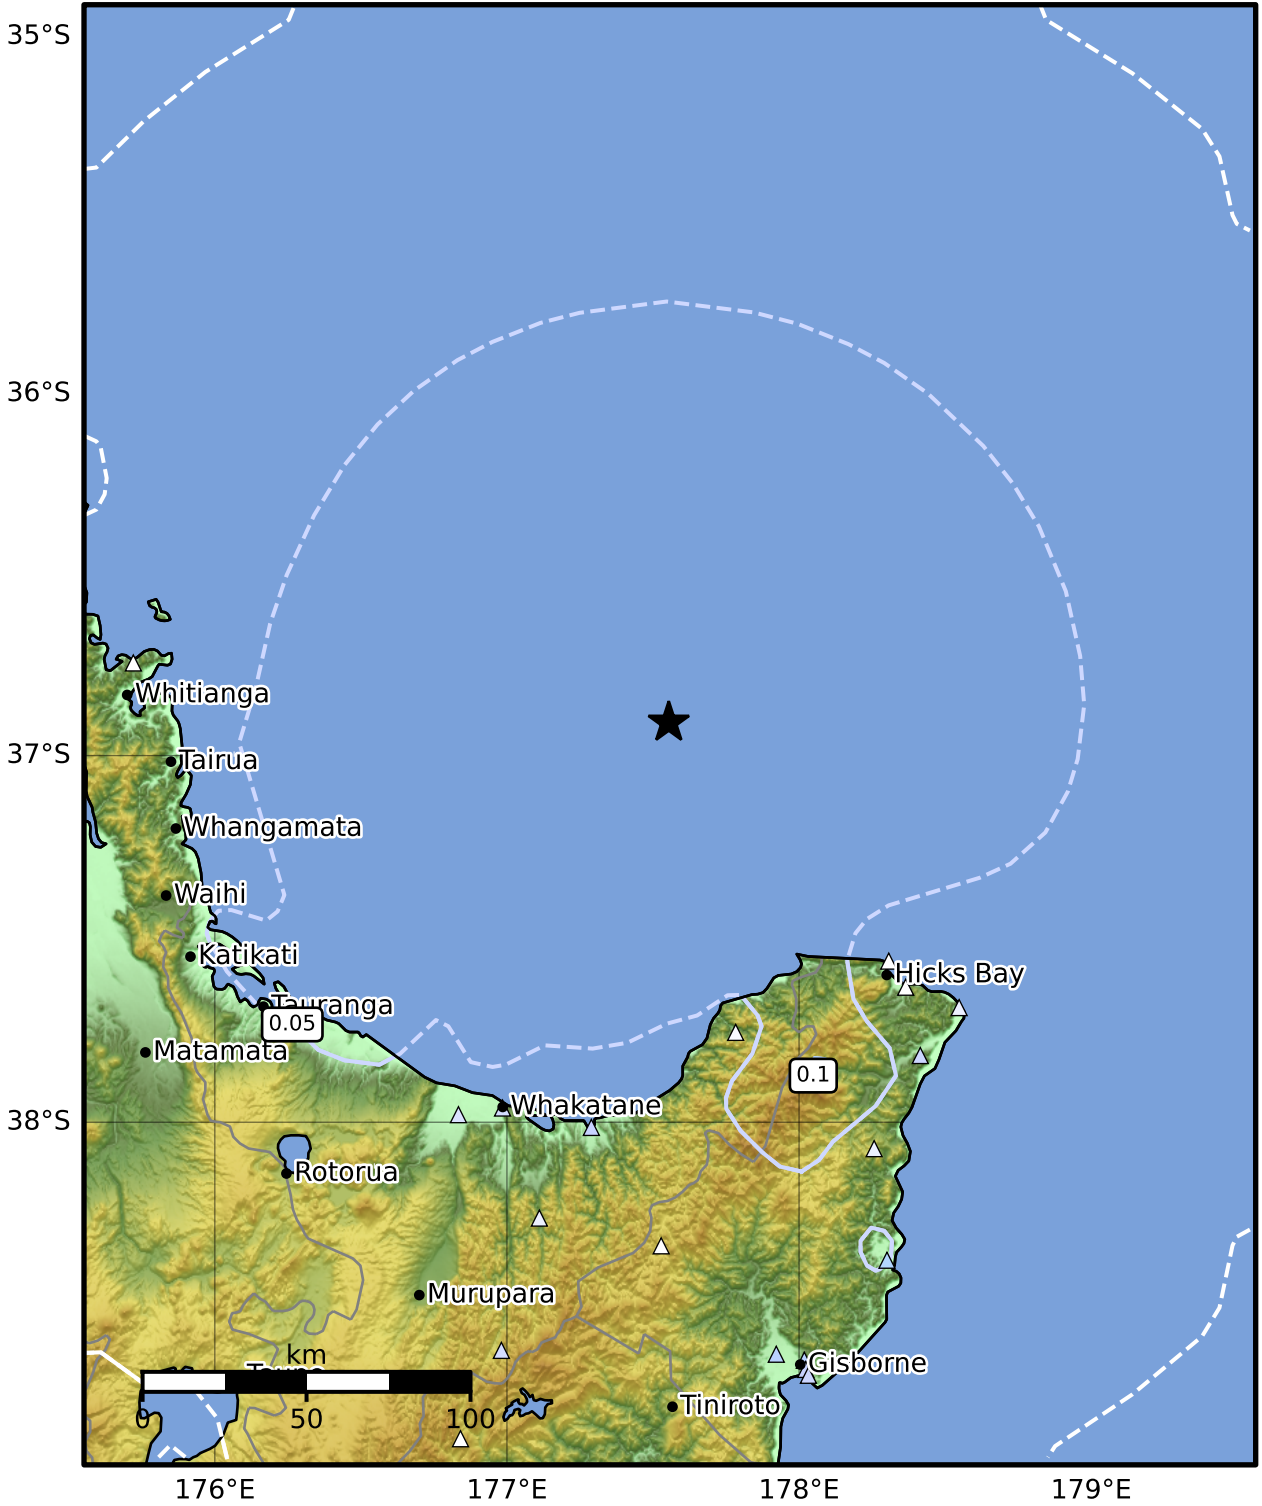 35°S
36°S
Whitianga
37°S
Tairua
Whangamata
Waihi
Katikati
Hicks Bay
Tauranga
0.05
Matamata
0.1
Whakatane
38°S
Rotorua
Murupara
km
Taupo
Gisborne
Tiniroto
0 50 100
176°E 177°E 178°E 179°E